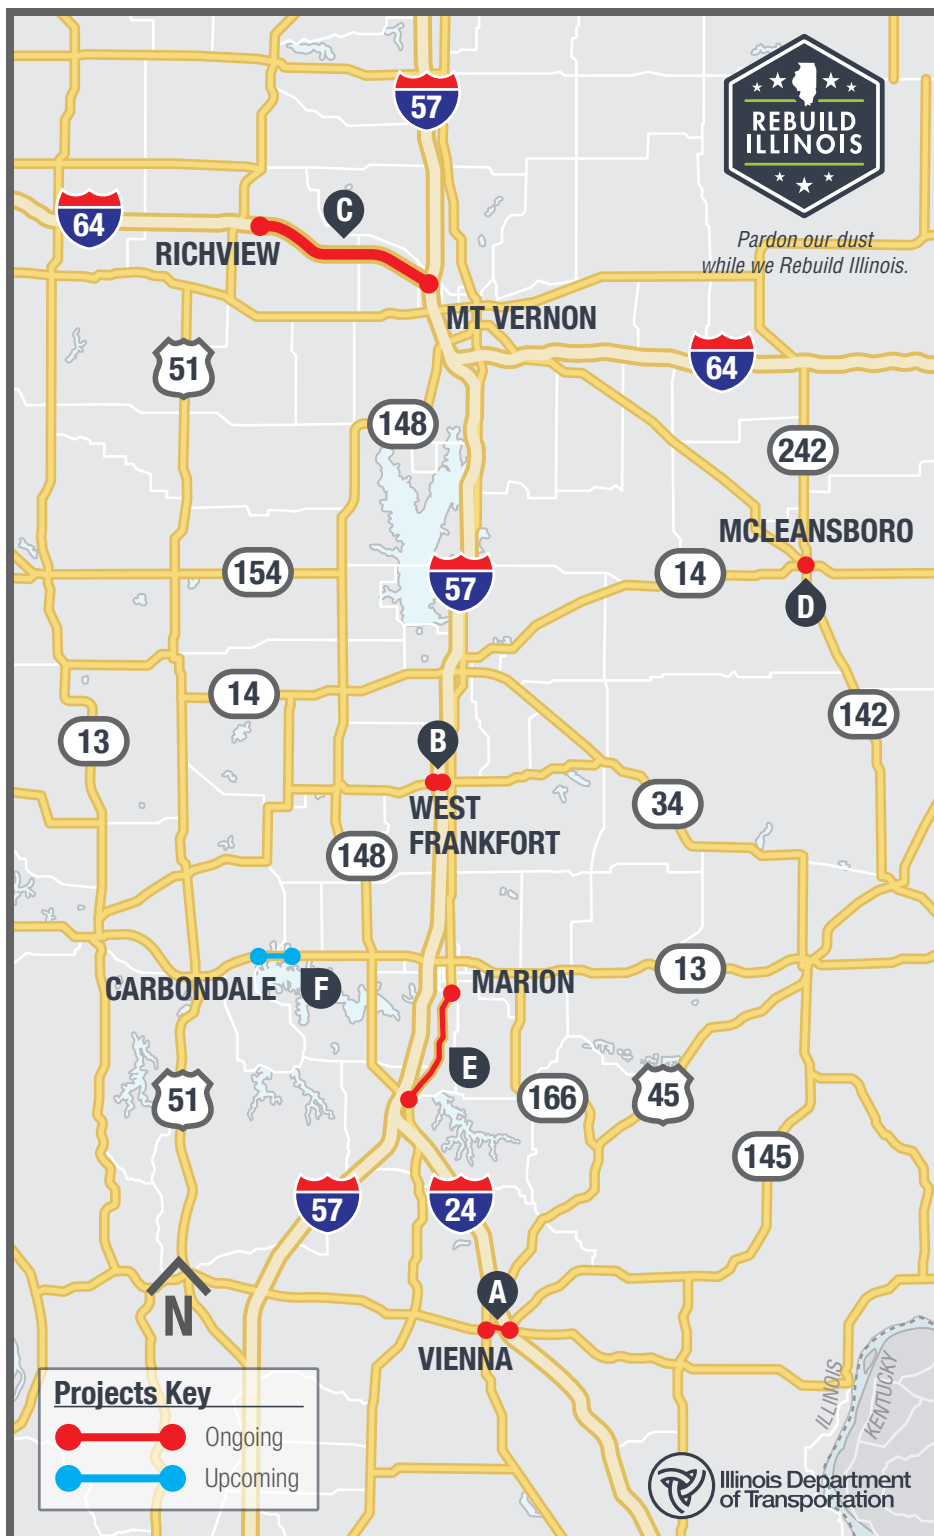 57
REBUILD
ILLINOIS
Pardon our dust
while we Rebuild Illinois.
64
C
RICHVIEW
MT VERNON
64
51
148
242
MCLEANSBORO
154
57
14
D
14
142
13
B
WEST
FRANKFORT
34
148
CARBONDALE
F
MARION
13
E
51
166
45
145
57
24
A
N
VIENNA
ILLINOIS
KENTUCKY
Projects Key
Ongoing
Upcoming
Illinois Department
of Transportation